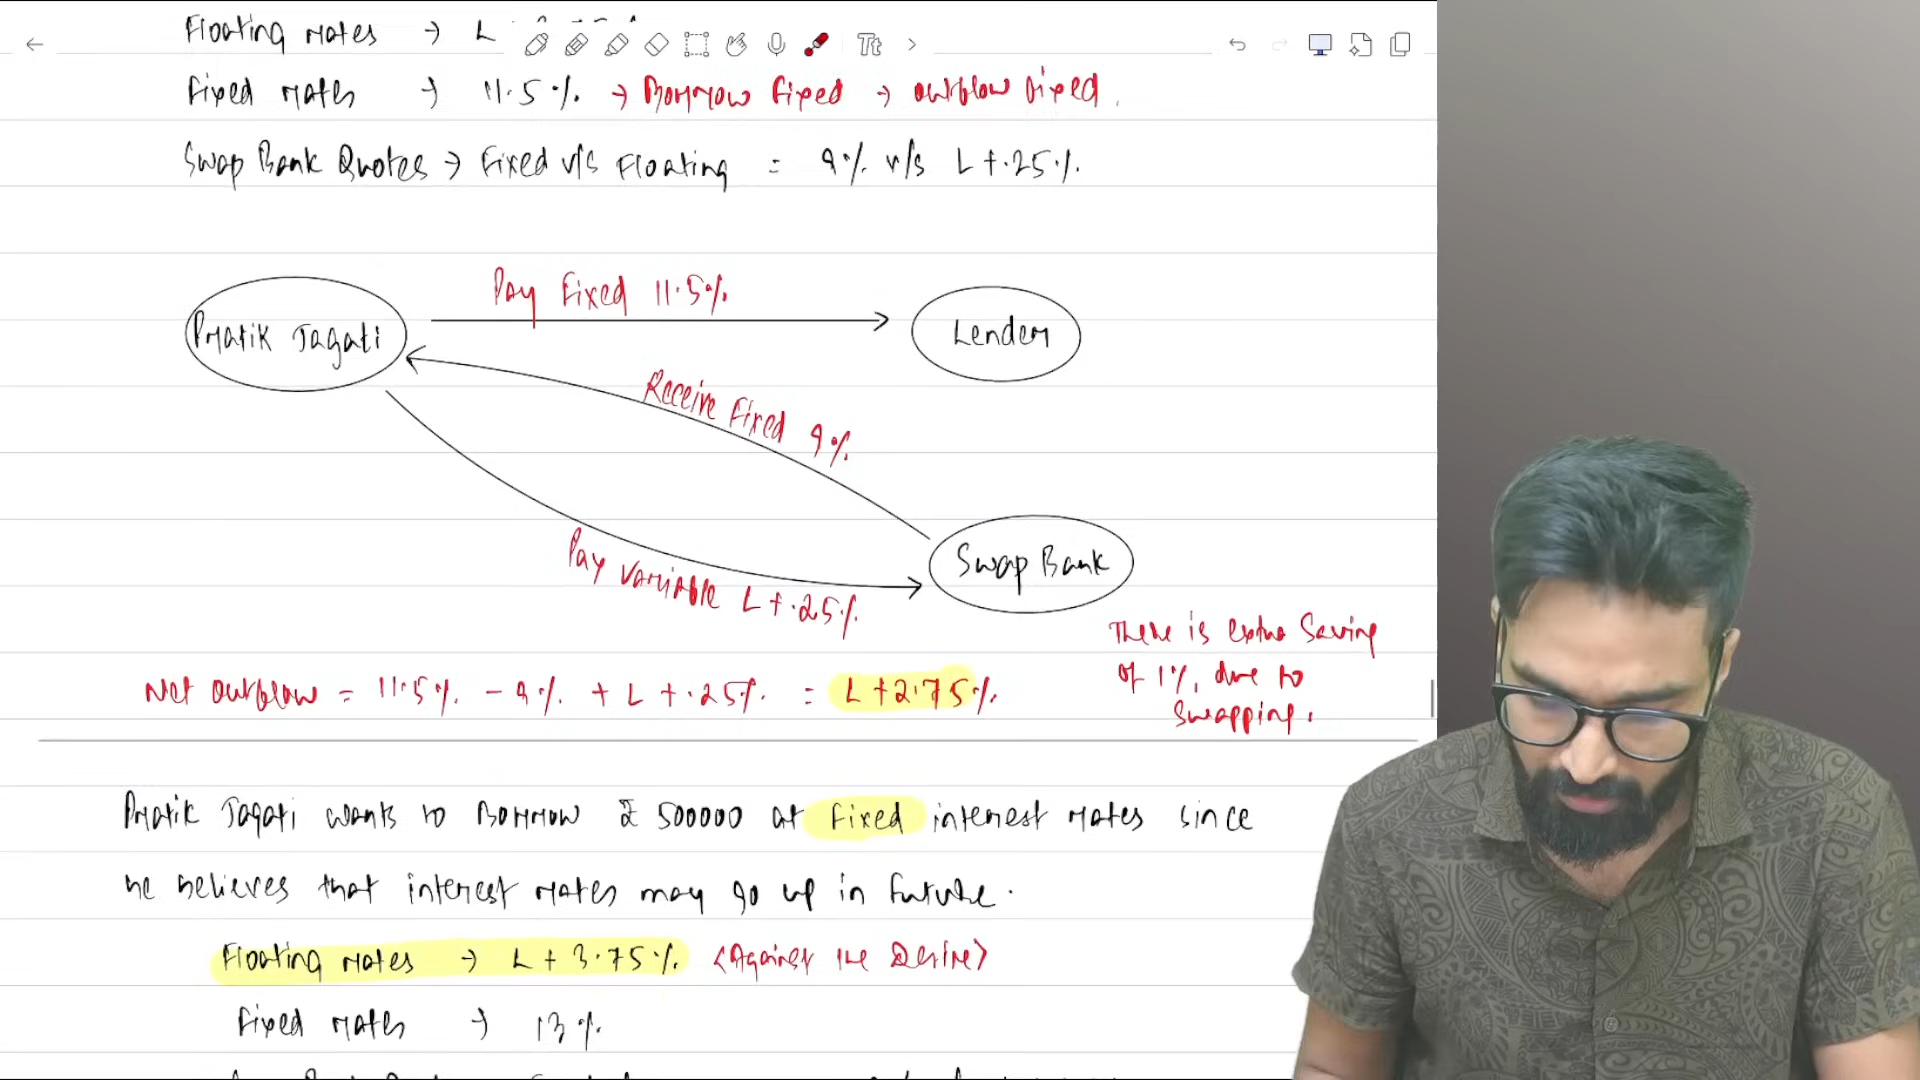 Floating rates → L
Tt
Fixed rates → 11.5% → Borrow fixed → outflow fixed.
Swap Bank Quotes → Fixed v/s Floating = 9% v/s L+.25%.
Pay Fixed 11.5%
Pratik Jagati
Lender
Receive Fixed 9%
Pay variable L+.25%
Swap Bank
There is extra saving
of 1%, due to
swapping.
Net outflow = 11.5% - 9% + L + .25% = L+2.75%
Pratik Jagati wants to Borrow ₹ 500000 at fixed interest rates since
he believes that interest rates may go up in future.
Floating rates → L+3.75% (Against the Desire)
Fixed rates → 13%